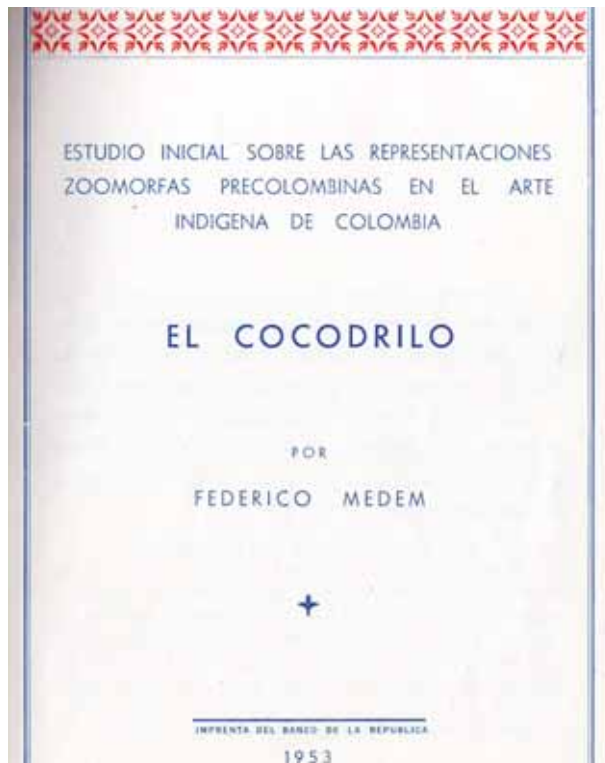 ESTUDIO INICIAL SOBRE LAS REPRESENTACIONES
ZOOMORFAS PRECOLOMBINAS EN EL ARTE
INDIGENA DE COLOMBIA
EL COCODRILO
POR
FEDERICO MEDEM
IMPRENTA DEL BANCO DE LA REPUBLICA
1953